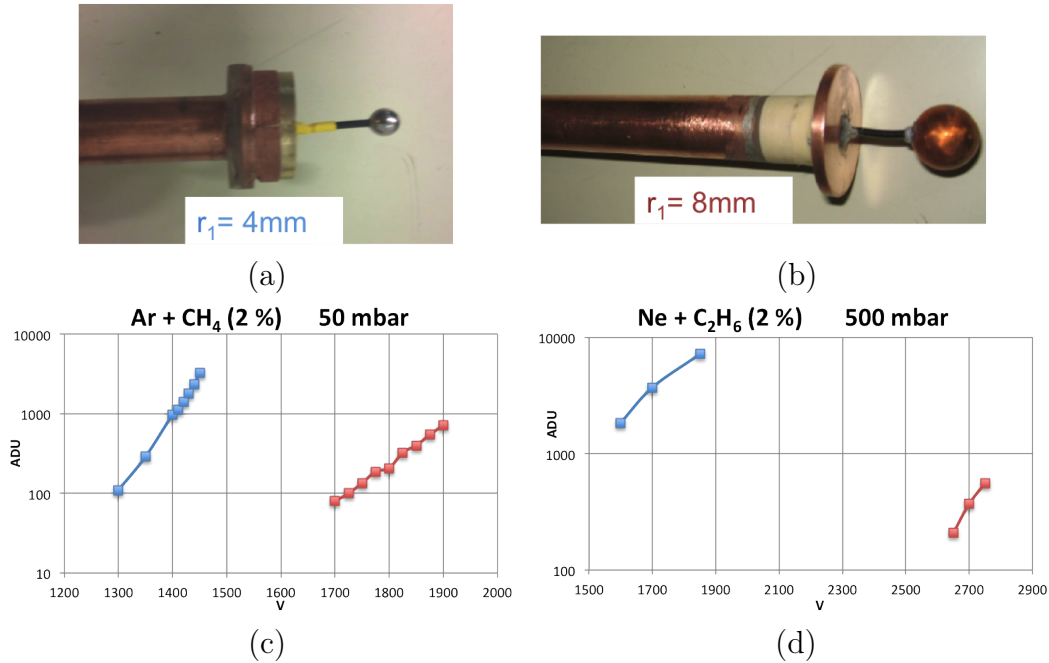 r₁= 4mm
r₁= 8mm
(a)
(b)
Ar + CH₄ (2 %) 50 mbar
10000
1000
100
10
ADU
1200 1300 1400 1500 1600 1700 1800 1900 2000
V
(c)
Ne + C₂H₆ (2 %) 500 mbar
10000
1000
100
ADU
1500 1700 1900 2100 2300 2500 2700 2900
V
(d)